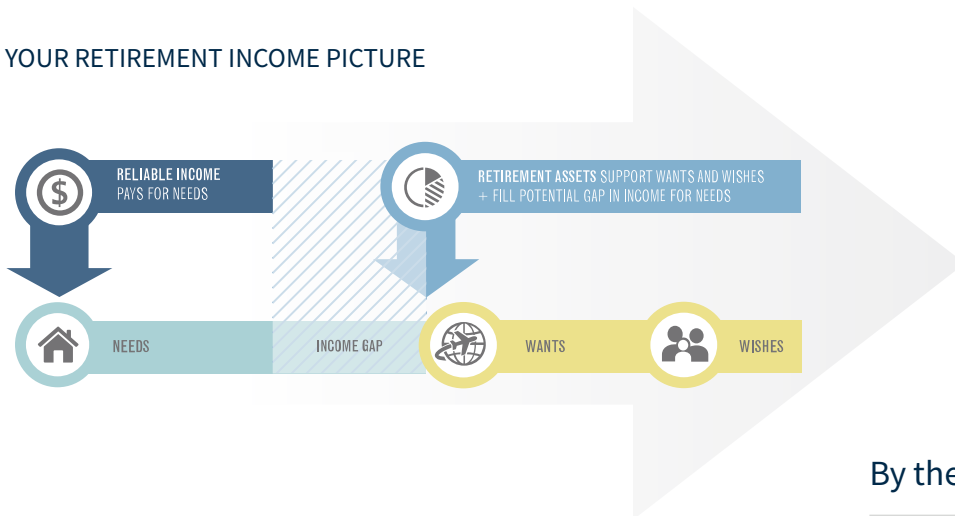 YOUR RETIREMENT INCOME PICTURE
RELIABLE INCOME
PAYS FOR NEEDS
RETIREMENT ASSETS SUPPORT WANTS AND WISHES
+ FILL POTENTIAL GAP IN INCOME FOR NEEDS
$
NEEDS
INCOME GAP
WANTS
WISHES
By the